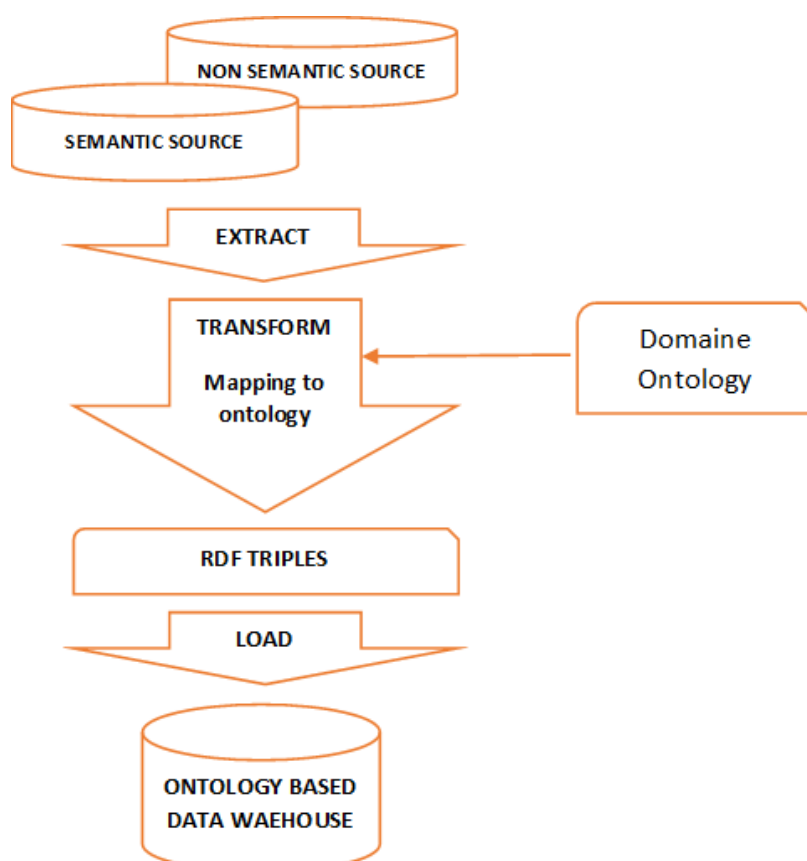 NON SEMANTIC SOURCE
SEMANTIC SOURCE
EXTRACT
TRANSFORM
Mapping to
ontology
Domaine
Ontology
RDF TRIPLES
LOAD
ONTOLOGY BASED
DATA WAEHOUSE